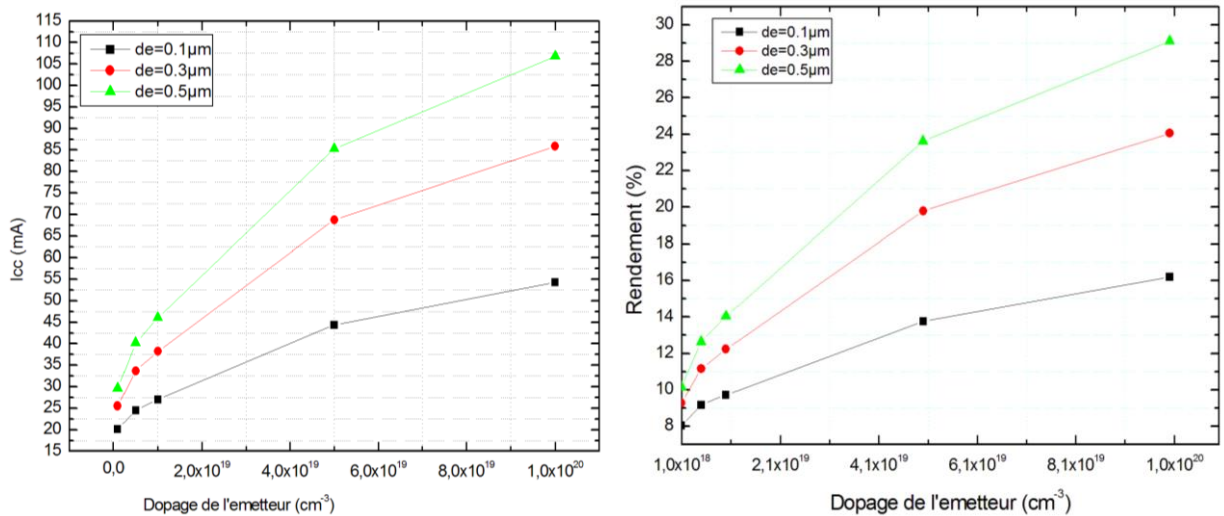 115
110
105
100
95
90
85
80
75
70
65
60
55
50
45
40
35
30
25
20
15
Icc (mA)
de=0.1µm
de=0.3µm
de=0.5µm
0,0
2,0x10¹⁹
4,0x10¹⁹
6,0x10¹⁹
8,0x10¹⁹
1,0x10²⁰
Dopage de l'emetteur (cm⁻³)
30
28
26
24
22
20
18
16
14
12
10
8
Rendement (%)
de=0.1µm
de=0.3µm
de=0.5µm
1,0x10¹⁸
2,1x10¹⁹
4,1x10¹⁹
6,1x10¹⁹
8,1x10¹⁹
1,0x10²⁰
Dopage de l'emetteur (cm⁻³)